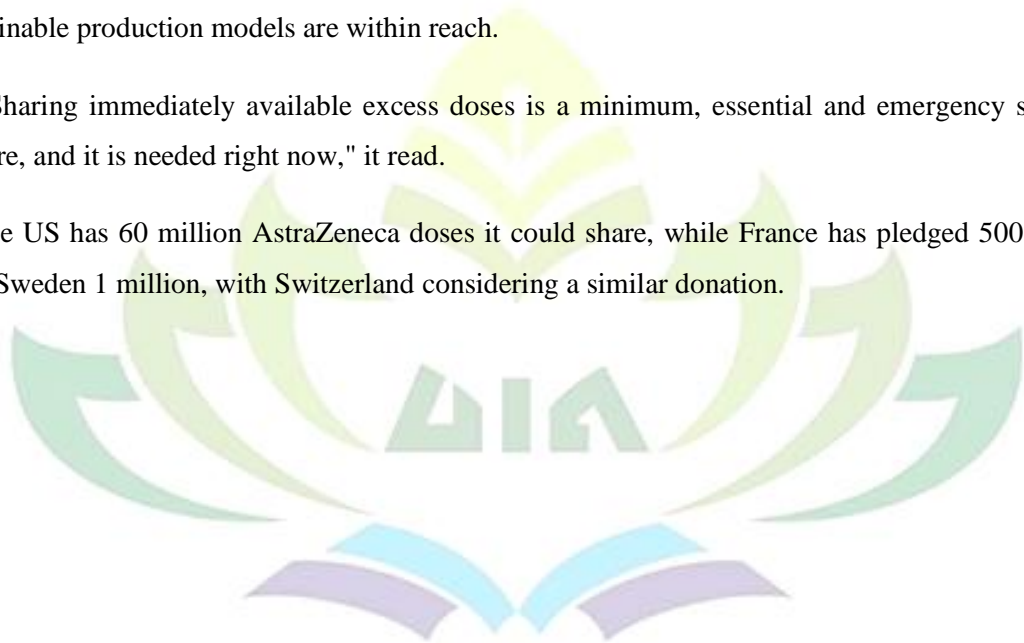 inable production models are within reach.
Sharing immediately available excess doses is a minimum, essential and emergency s
re, and it is needed right now," it read.
e US has 60 million AstraZeneca doses it could share, while France has pledged 500
Sweden 1 million, with Switzerland considering a similar donation.
UIN